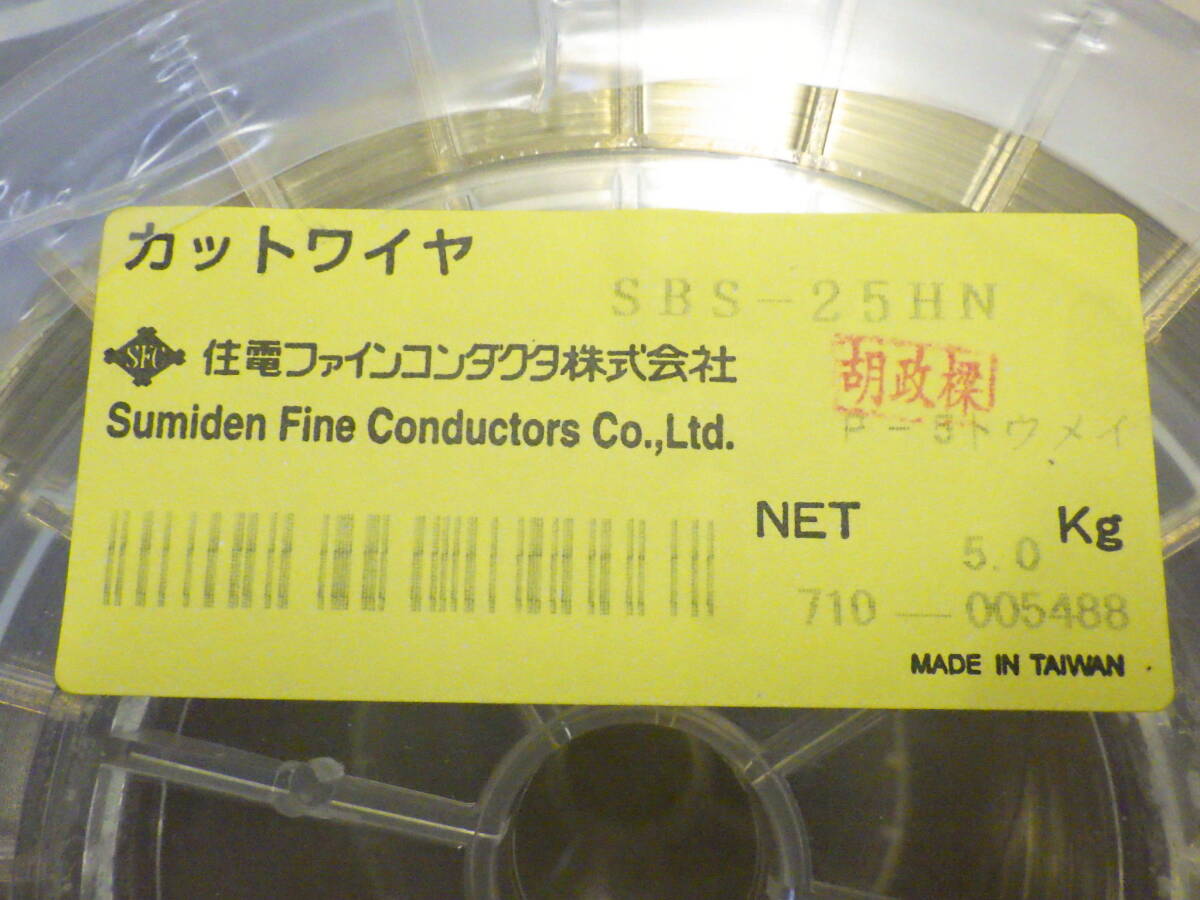 カットワイヤ
SBS-25HN
SFC 住電ファインコンダクタ株式会社
胡政樑
Sumiden Fine Conductors Co.,Ltd.
P-5トウメイ
NET 5.0 Kg
710 — 005488
MADE IN TAIWAN